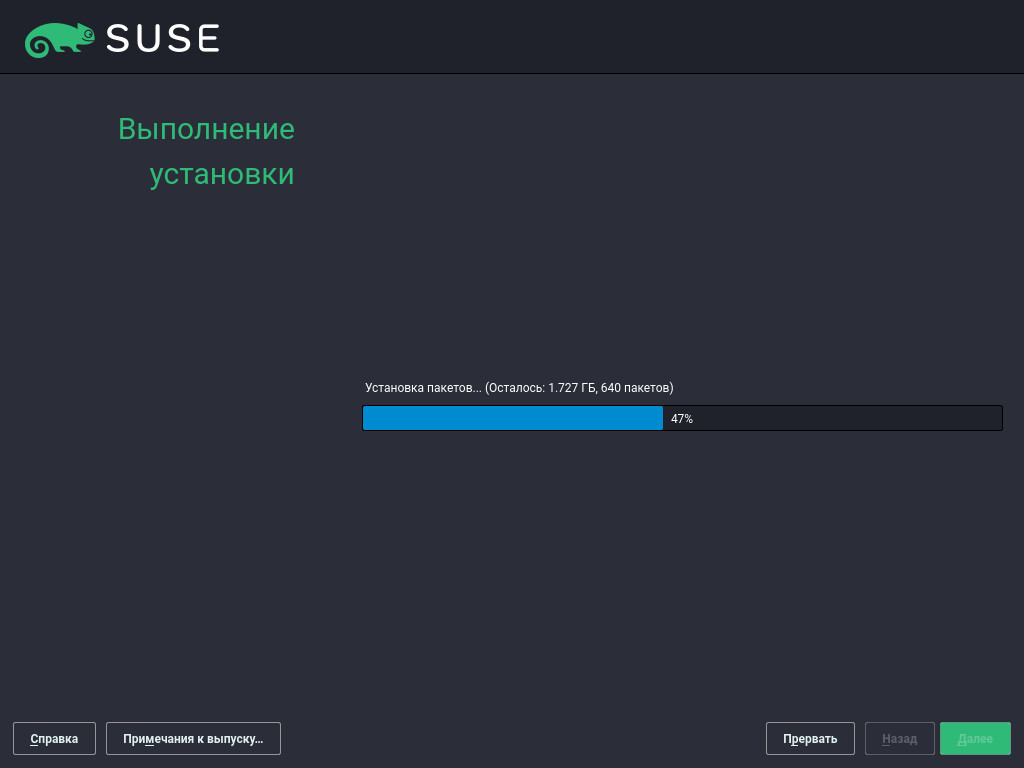 SUSE
Выполнение
установки
Установка пакетов... (Осталось: 1.727 ГБ, 640 пакетов)
47%
Справка Примечания к выпуску... Прервать Назад Далее